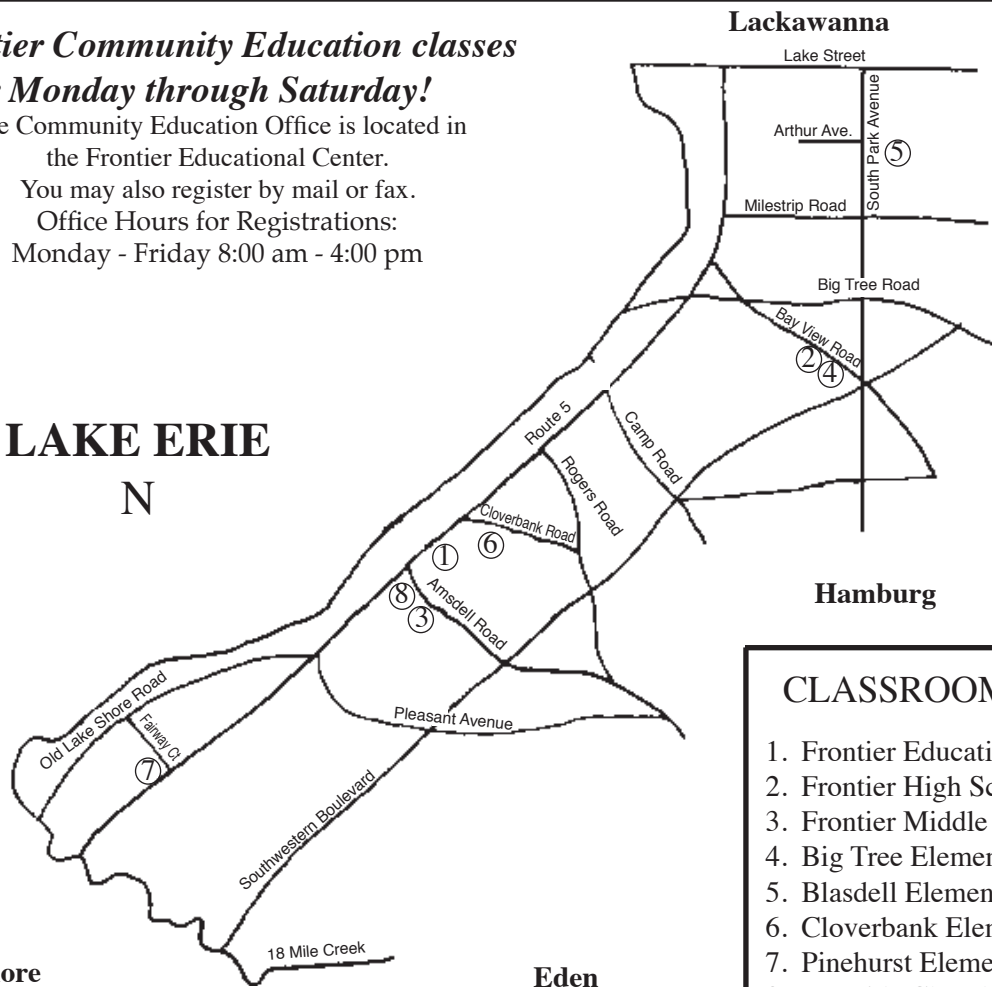 tier Community Education classes
Monday through Saturday!
e Community Education Office is located in
the Frontier Educational Center.
You may also register by mail or fax.
Office Hours for Registrations:
Monday - Friday 8:00 am - 4:00 pm
Lackawanna
Lake Street
South Park Avenue
Arthur Ave.
5
Milestrip Road
Big Tree Road
Bay View Road
2
4
LAKE ERIE
N
Route 5
Camp Road
Rogers Road
Cloverbank Road
6
1
8
3
Amsdell Road
Hamburg
Pleasant Avenue
Old Lake Shore Road
Fairway Ct
7
Southwestern Boulevard
18 Mile Creek
ore
Eden
CLASSROOM
1. Frontier Educati
2. Frontier High Sc
3. Frontier Middle
4. Big Tree Elemen
5. Blasdell Elemen
6. Cloverbank Elem
7. Pinehurst Eleme